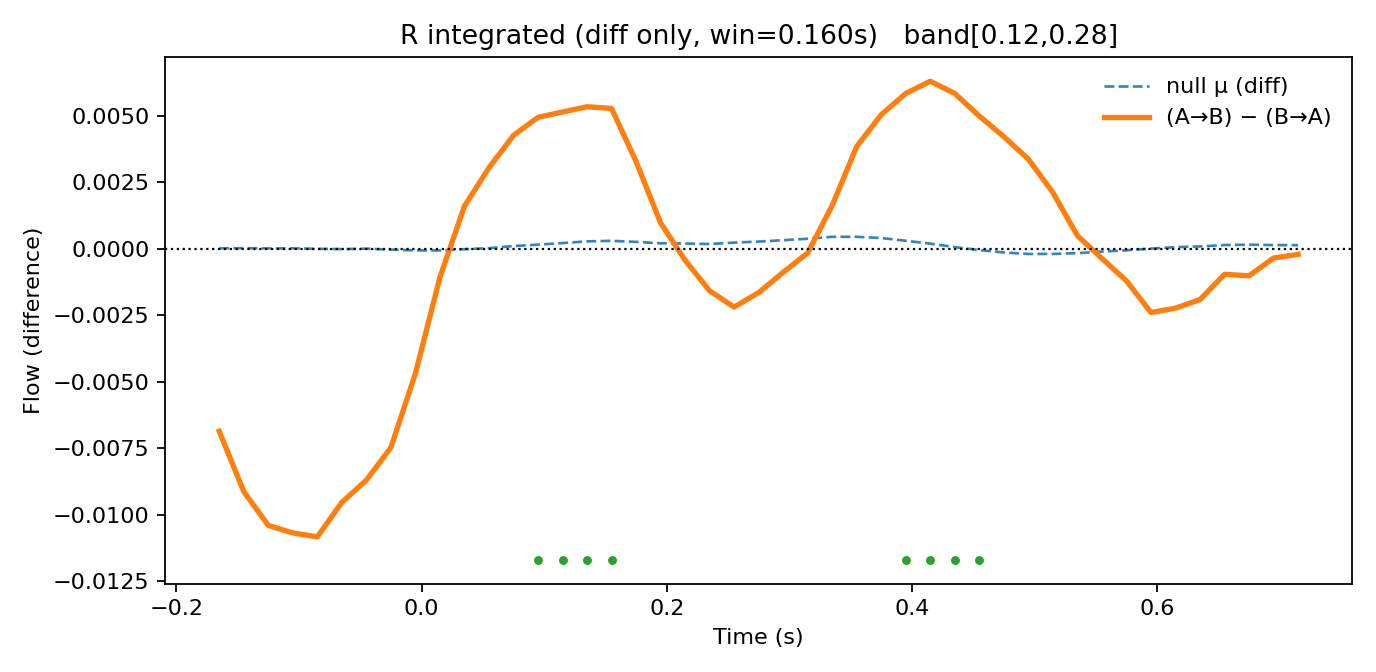 R integrated (diff only, win=0.160s)   band[0.12,0.28]
null μ (diff)
(A→B) − (B→A)
Flow (difference)
0.0050
0.0025
0.0000
−0.0025
−0.0050
−0.0075
−0.0100
−0.0125
−0.2
0.0
0.2
0.4
0.6
Time (s)